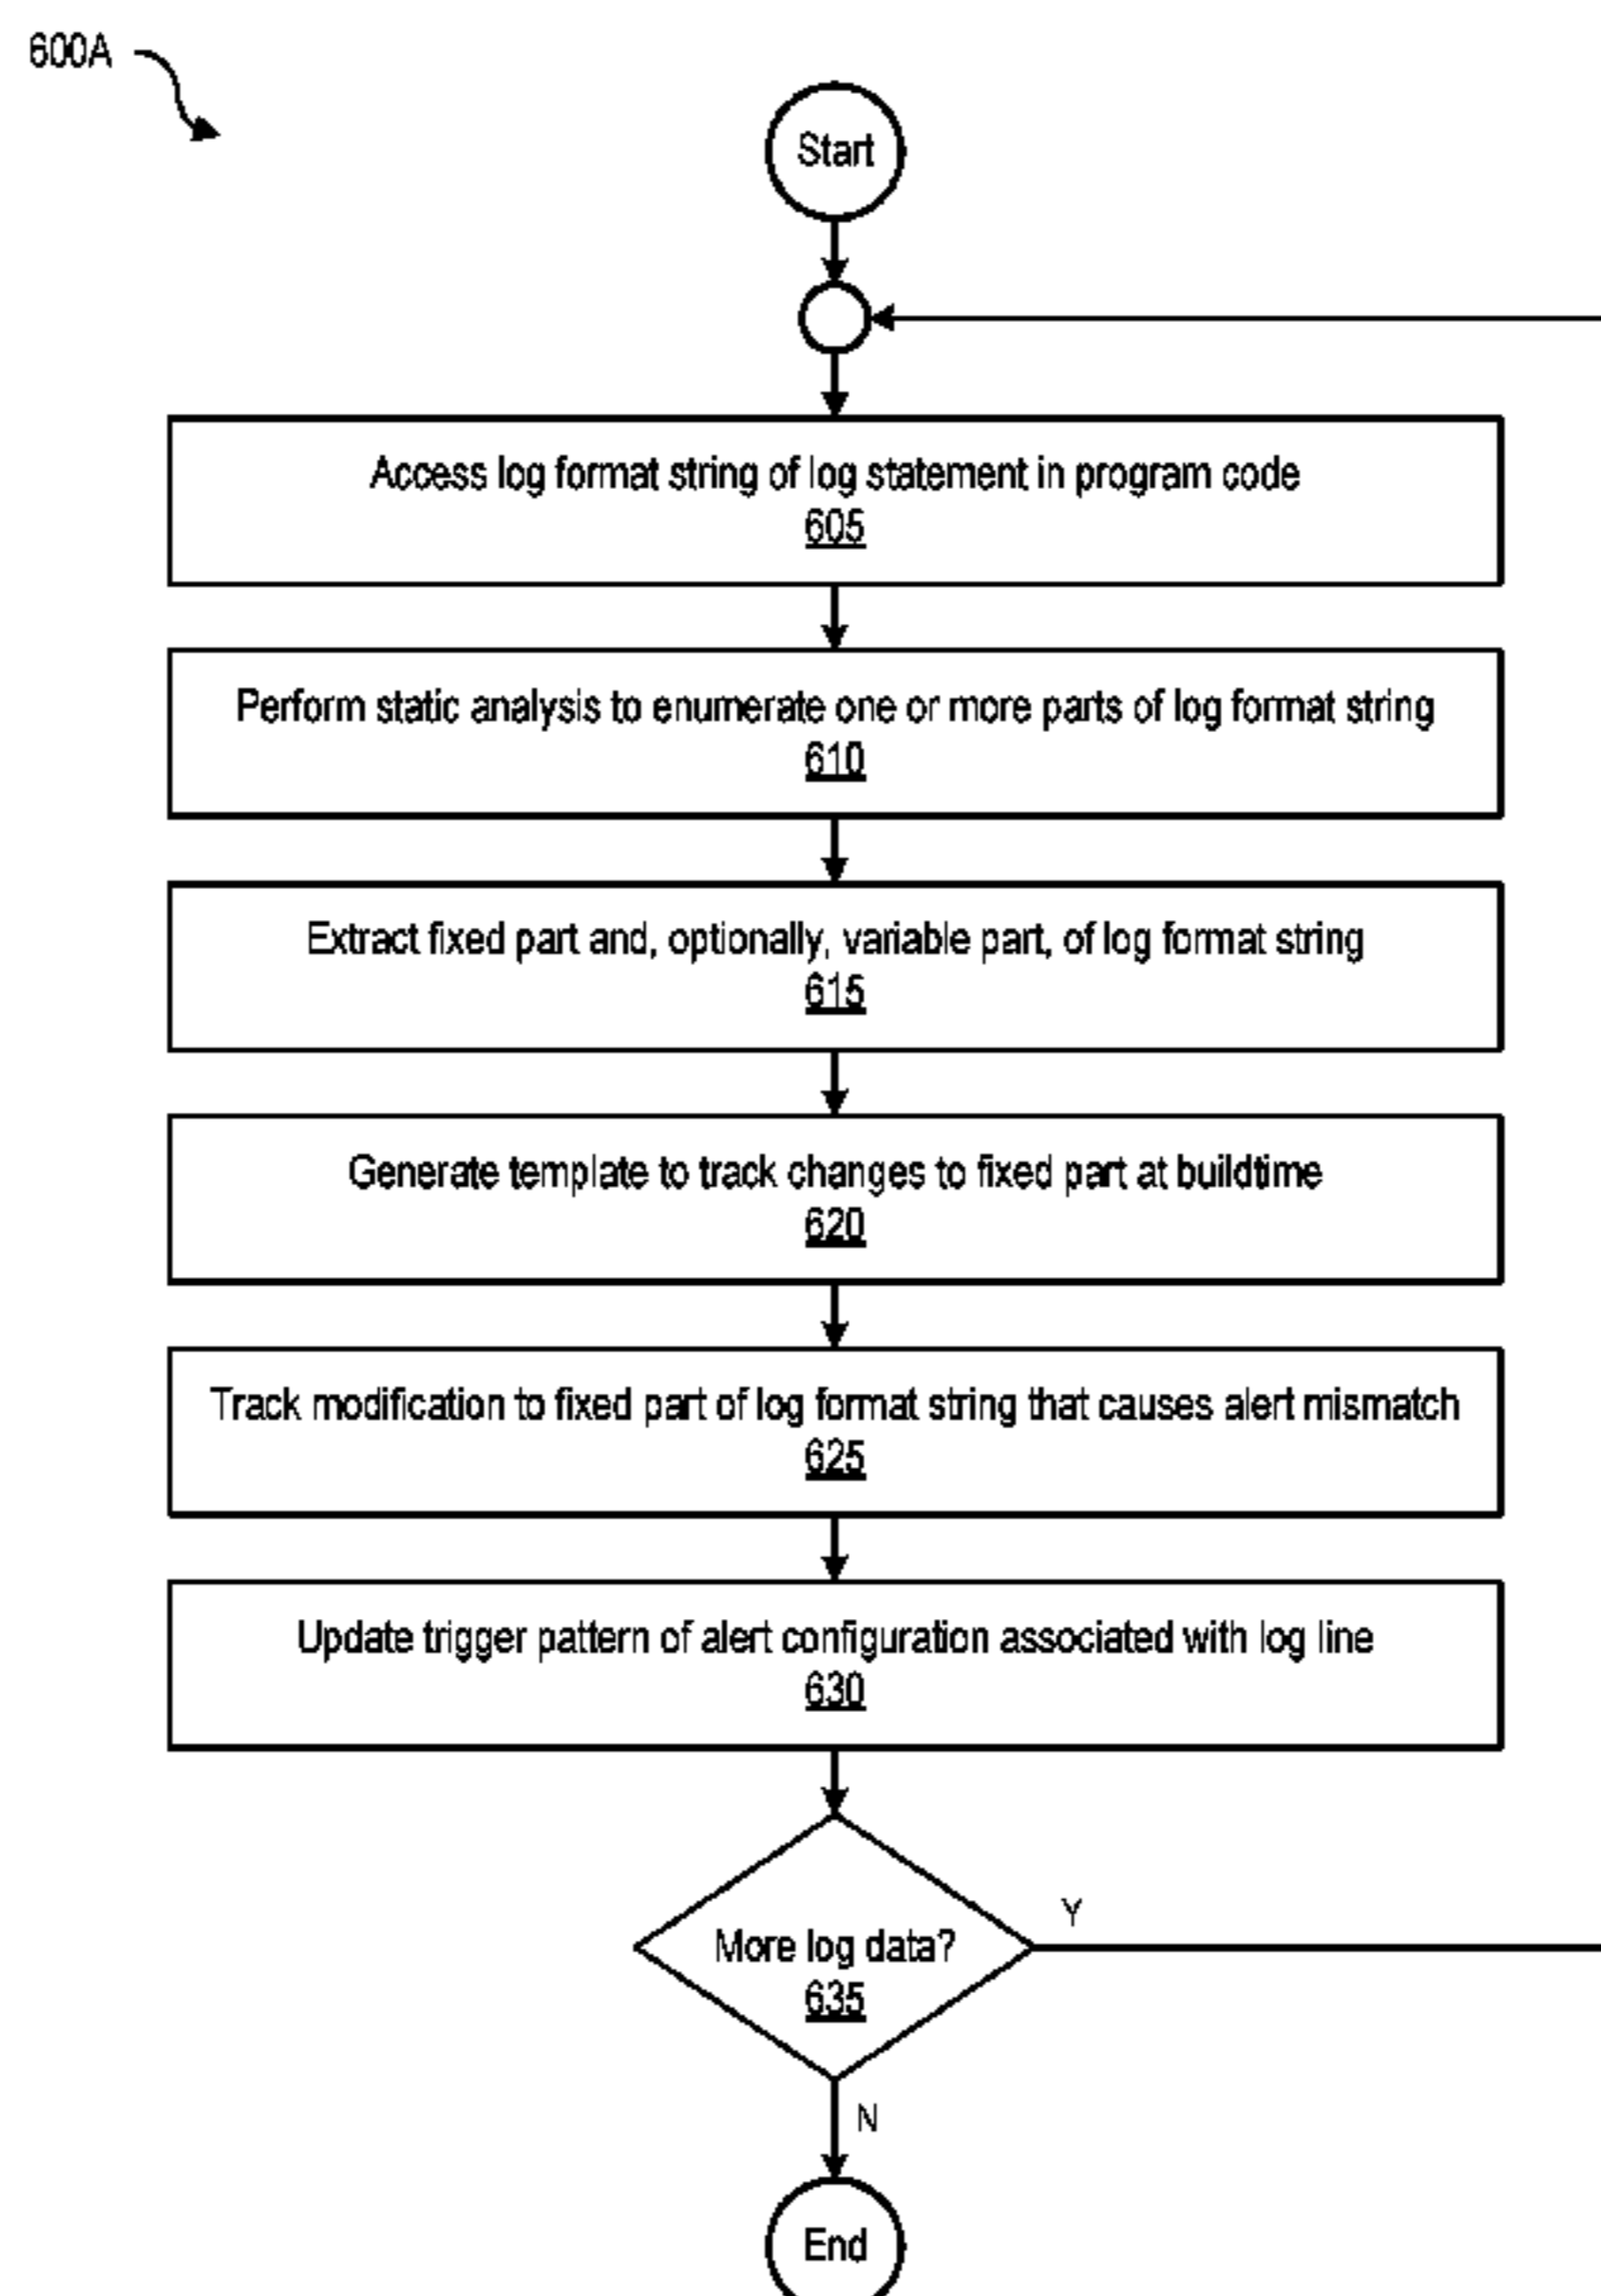 600A
Start
Access log format string of log statement in program code
605
Perform static analysis to enumerate one or more parts of log format string
610
Extract fixed part and, optionally, variable part, of log format string
615
Generate template to track changes to fixed part at buildtime
620
Track modification to fixed part of log format string that causes alert mismatch
625
Update trigger pattern of alert configuration associated with log line
630
Y
More log data?
635
N
End